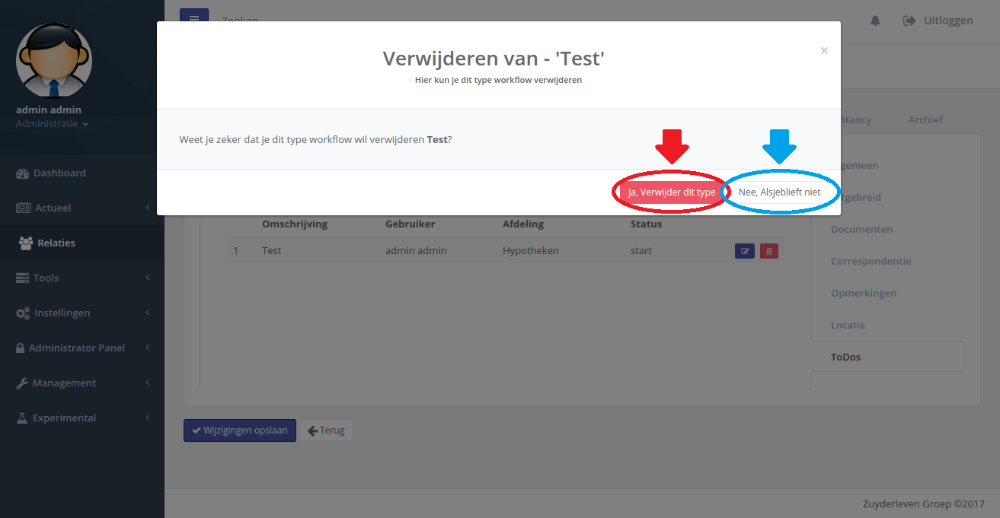 Zoeken
Uitloggen
admin admin
Administratie
Dashboard
Actueel
Relaties
Tools
Instellingen
Administrator Panel
Management
Experimental
×
Verwijderen van - 'Test'
Hier kun je dit type workflow verwijderen
Weet je zeker dat je dit type workflow wil verwijderen Test?
Ja, Verwijder dit type
Nee, Alsjeblieft niet
ntancy Archief
Omschrijving Gebruiker Afdeling Status
1 Test admin admin Hypotheken start
gemeen
tgebreid
Documenten
Correspondentie
Opmerkingen
Locatie
ToDos
Wijzigingen opslaan
Terug
Zuyderleven Groep ©2017